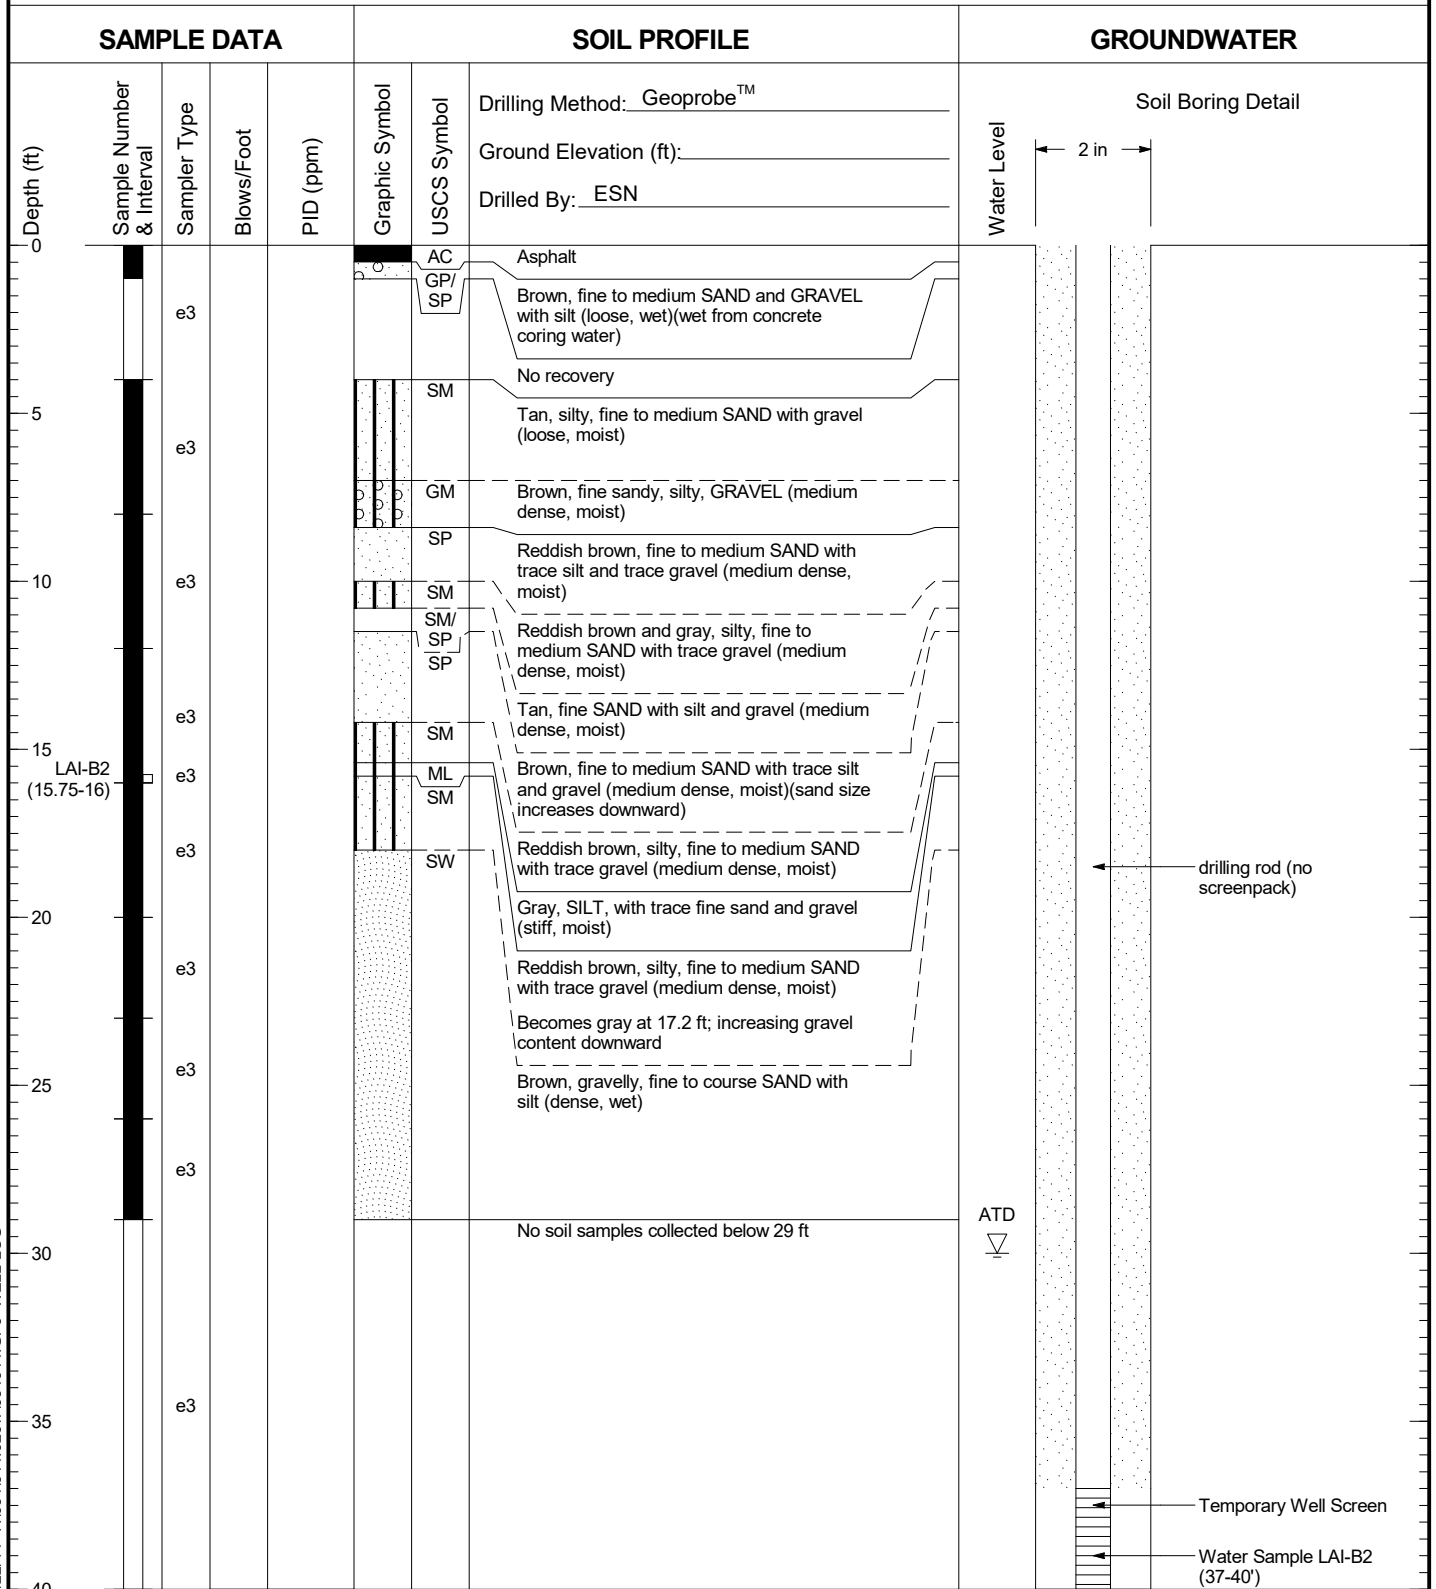 SAMPLE DATA
SOIL PROFILE
GROUNDWATER
Depth (ft)
Sample Number
& Interval
Sampler Type
Blows/Foot
PID (ppm)
Graphic Symbol
USCS Symbol
Drilling Method: Geoprobe™
Ground Elevation (ft):
Drilled By: ESN
Water Level
Soil Boring Detail
2 in
0
AC
Asphalt
GP/
SP
Brown, fine to medium SAND and GRAVEL
with silt (loose, wet)(wet from concrete
coring water)
e3
No recovery
SM
Tan, silty, fine to medium SAND with gravel
(loose, moist)
5
e3
GM
Brown, fine sandy, silty, GRAVEL (medium
dense, moist)
SP
Reddish brown, fine to medium SAND with
trace silt and trace gravel (medium dense,
moist)
10
e3
SM
SM/
SP
Reddish brown and gray, silty, fine to
medium SAND with trace gravel (medium
dense, moist)
SP
Tan, fine SAND with silt and gravel (medium
dense, moist)
e3
SM
15
LAI-B2
(15.75-16)
e3
ML
Brown, fine to medium SAND with trace silt
and gravel (medium dense, moist)(sand size
increases downward)
SM
e3
Reddish brown, silty, fine to medium SAND
with trace gravel (medium dense, moist)
SW
drilling rod (no
screenpack)
20
Gray, SILT, with trace fine sand and gravel
(stiff, moist)
e3
Reddish brown, silty, fine to medium SAND
with trace gravel (medium dense, moist)
Becomes gray at 17.2 ft; increasing gravel
content downward
e3
25
Brown, gravelly, fine to course SAND with
silt (dense, wet)
e3
No soil samples collected below 29 ft
ATD
30
e3
35
Temporary Well Screen
Water Sample LAI-B2
(37-40')
40